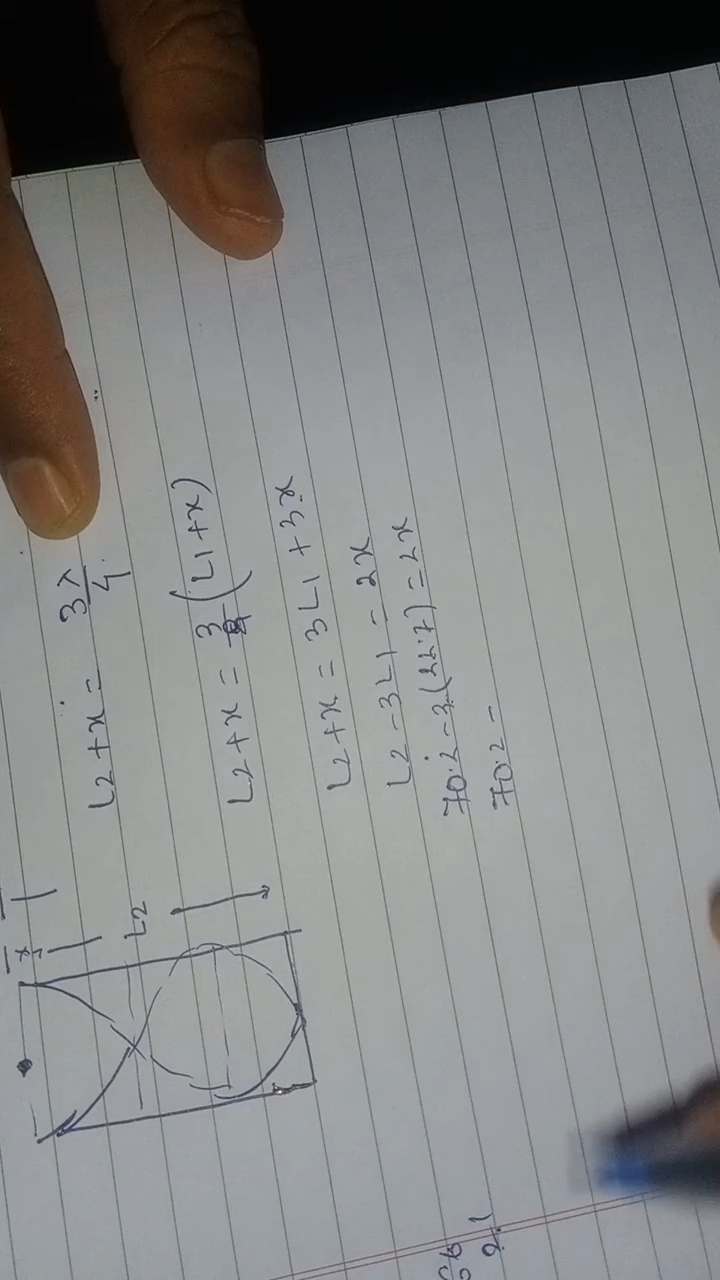 x
L2
L2 + x = 3λ/4
L2 + x = 3 (L1 + x)
L2 + x = 3L1 + 3x
L2 - 3L1 = 2x
70.2 - 3(22.7) = 2x
70.2 -